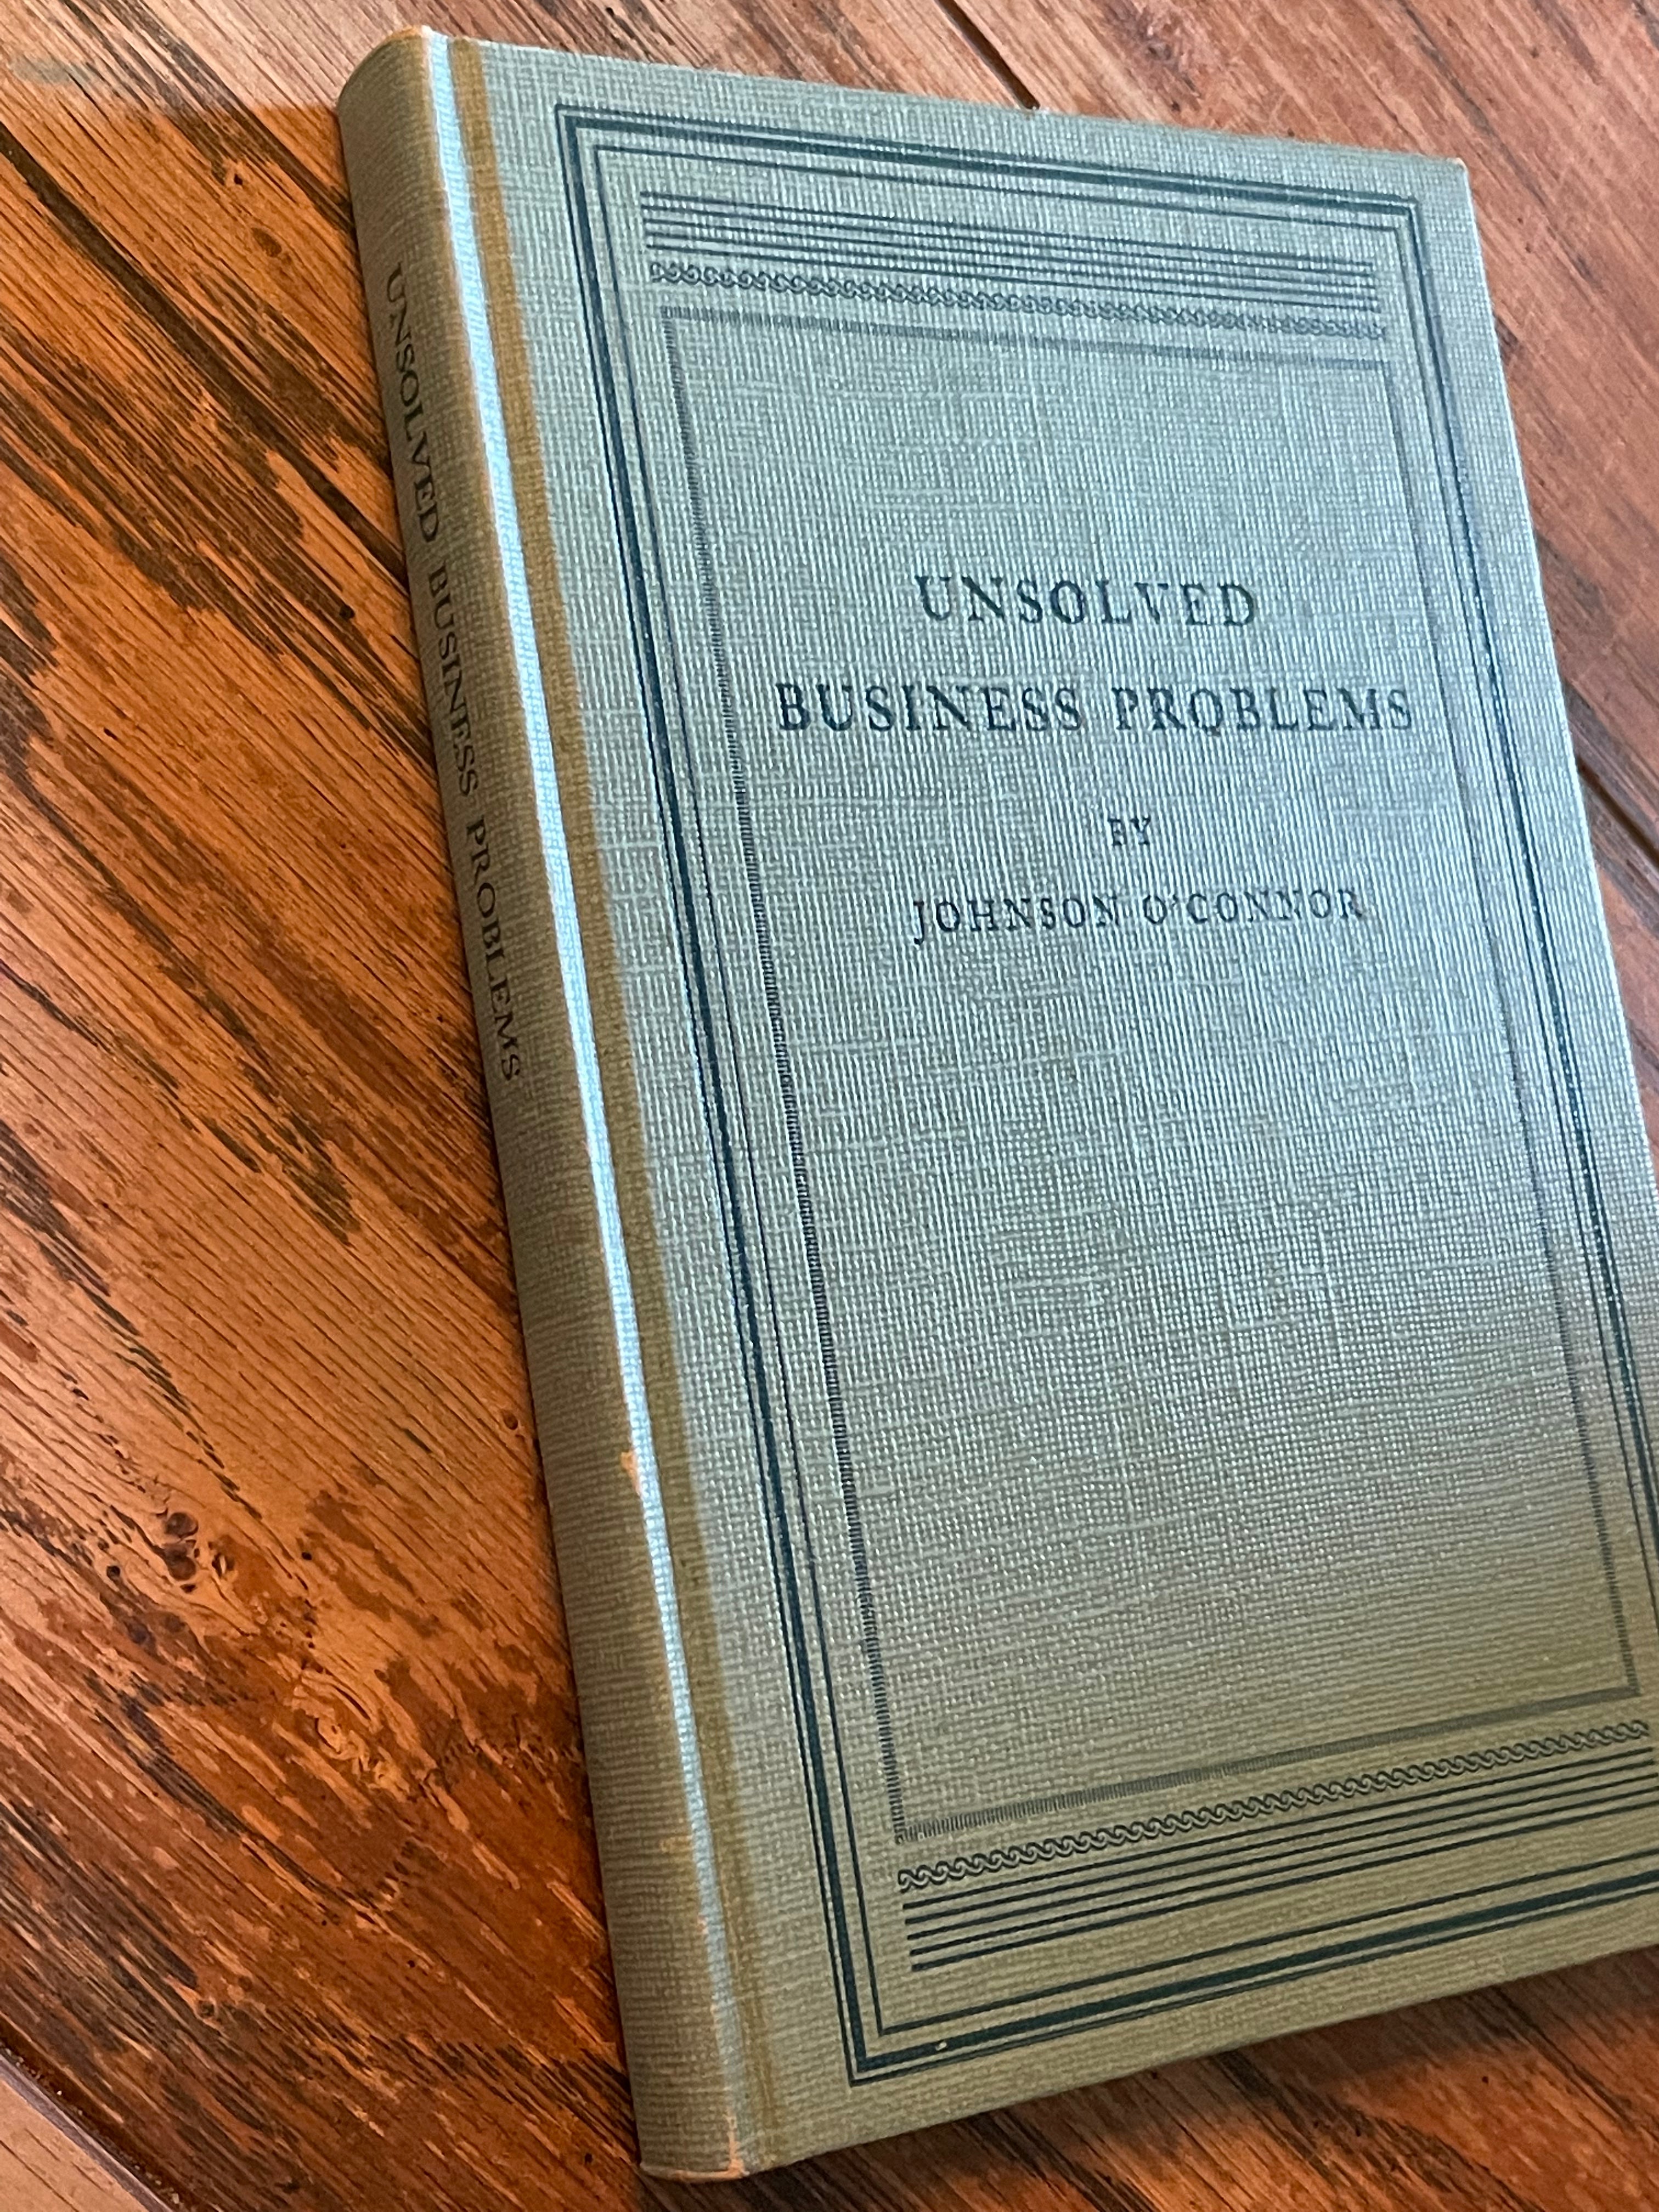 UNSOLVED BUSINESS PROBLEMS
UNSOLVED
BUSINESS PROBLEMS
BY
JOHNSON O'CONNOR